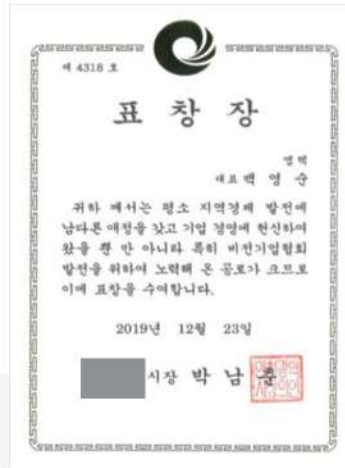 제 4318 호
표 창 장
영텍
대표 백 영 순
귀하 께서는 평소 지역경제 발전에
남다른 애정을 갖고 기업 경영에 헌신하여
왔을 뿐 만 아니라 특히 비전기업협회
발전을 위하여 노력해 온 공로가 크므로
이에 표창을 수여합니다.
2019년 12월 23일
시장 박 남 춘